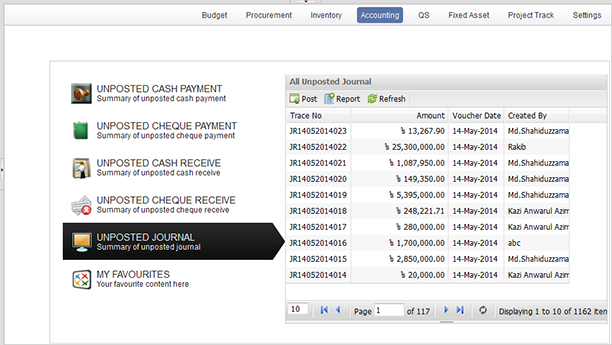 Budget Procurement Inventory Accounting QS Fixed Asset Project Track Settings
UNPOSTED CASH PAYMENT
Summary of unposted cash payment
UNPOSTED CHEQUE PAYMENT
Summary of unposted cheque payment
UNPOSTED CASH RECEIVE
Summary of unposted cash receive
UNPOSTED CHEQUE RECEIVE
Summary of unposted cheque receive
UNPOSTED JOURNAL
Summary of unposted journal
MY FAVOURITES
Your favourite content here
All Unposted Journal
Post Report Refresh
Trace No Amount Voucher Date Created By
JR14052014023 ৳ 13,267.90 14-May-2014 Md.Shahiduzzama
JR14052014022 ৳ 25,300,000.00 14-May-2014 Rakib
JR14052014021 ৳ 1,087,950.00 14-May-2014 Md.Shahiduzzama
JR14052014020 ৳ 149,350.00 14-May-2014 Md.Shahiduzzama
JR14052014019 ৳ 5,395,000.00 14-May-2014 Md.Shahiduzzama
JR14052014018 ৳ 248,221.71 14-May-2014 Kazi Anwarul Azim
JR14052014017 ৳ 280,000.00 14-May-2014 Kazi Anwarul Azim
JR14052014016 ৳ 1,700,000.00 14-May-2014 abc
JR14052014015 ৳ 2,850,000.00 14-May-2014 Md.Shahiduzzama
JR14052014014 ৳ 20,000.00 14-May-2014 Kazi Anwarul Azim
10 Page 1 of 117 Displaying 1 to 10 of 1162 iten